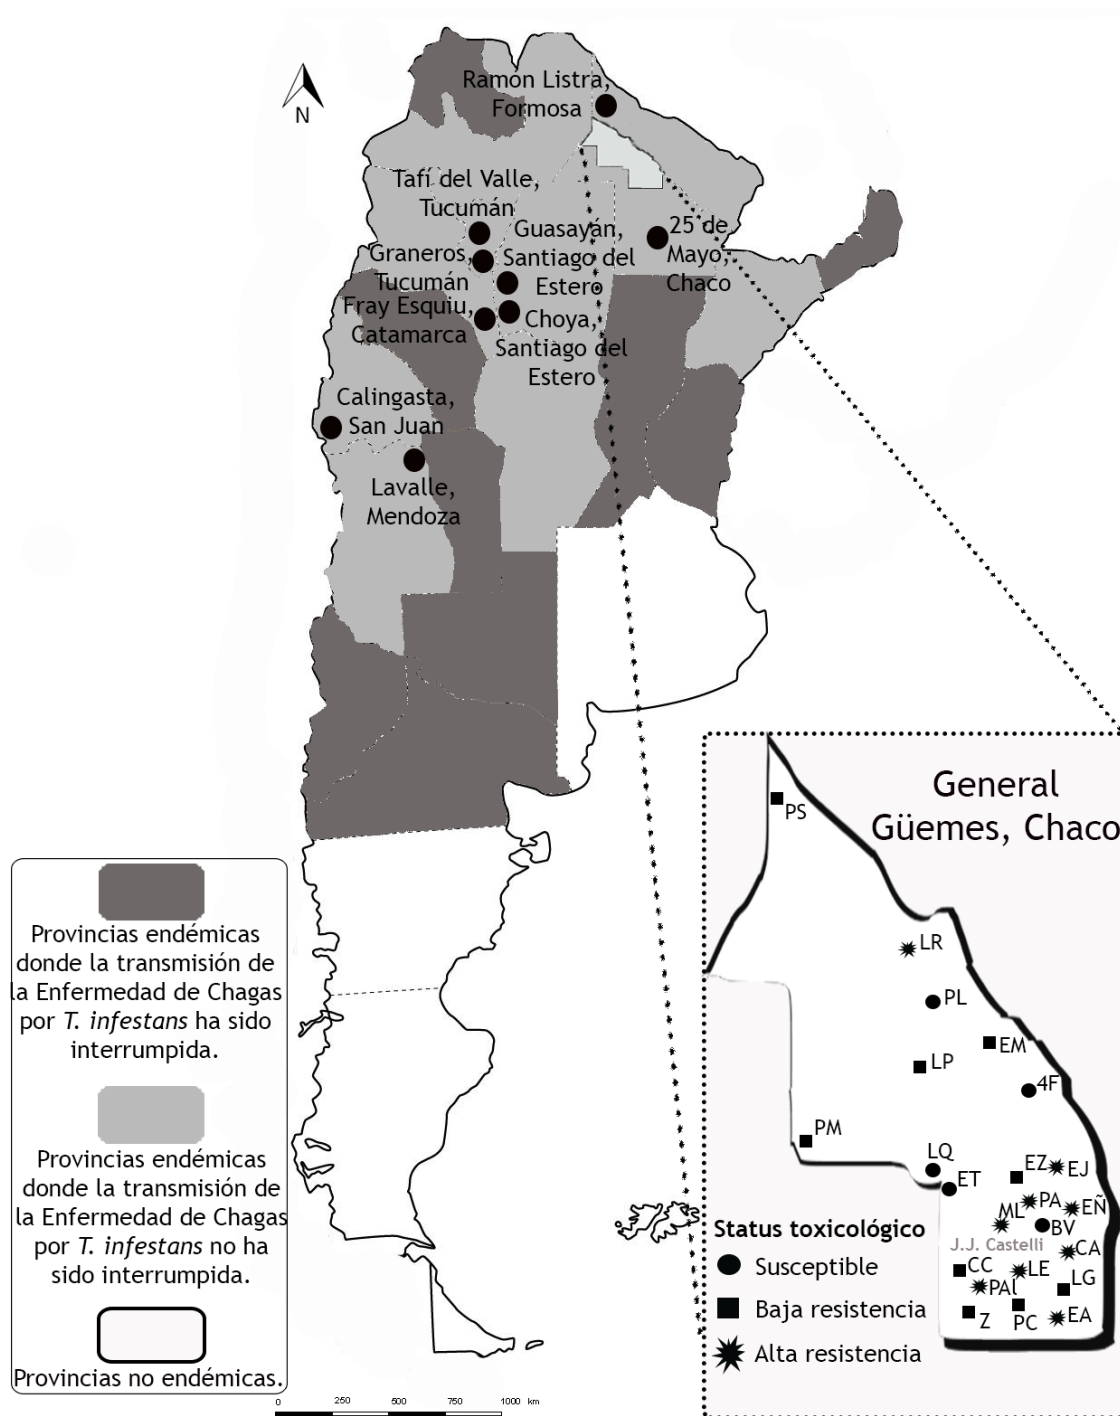 N
Ramón Listra,
Formosa
Tafí del Valle,
Tucumán
Guasayán,
Santiago del
Estero
25 de
Mayo,
Chaco
Graneros,
Tucumán
Fray Esquiu,
Catamarca
Choya,
Santiago del
Estero
Calingasta,
San Juan
Lavalle,
Mendoza
General
Güemes, Chaco
PS
LR
PL
EM
LP
4F
PM
LQ
EZ
EJ
ET
PA
EÑ
ML
BV
J.J. Castelli
CA
CC
LE
LG
PAl
Z
PC
EA
Status toxicológico
Susceptible
Baja resistencia
Alta resistencia
Provincias endémicas
donde la transmisión de
la Enfermedad de Chagas
por T. infestans ha sido
interrumpida.
Provincias endémicas
donde la transmisión de
la Enfermedad de Chagas
por T. infestans no ha
sido interrumpida.
Provincias no endémicas.
0 250 500 750 1000 km